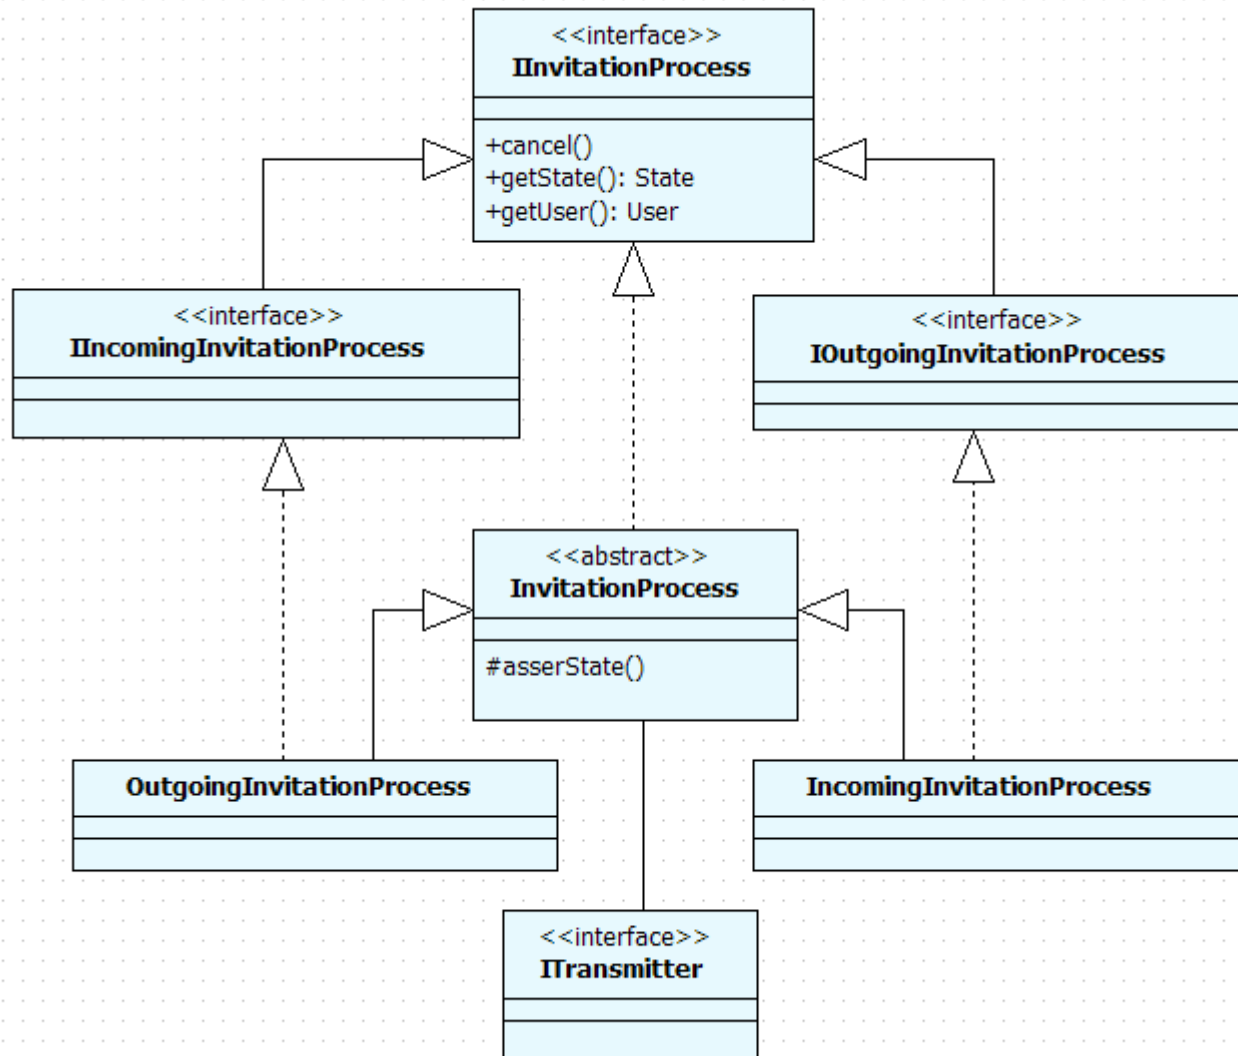 <<interface>>
IInvitationProcess
+cancel()
+getState(): State
+getUser(): User
<<interface>>
IIncomingInvitationProcess
<<interface>>
IOutgoingInvitationProcess
<<abstract>>
InvitationProcess
#asserState()
OutgoingInvitationProcess
IncomingInvitationProcess
<<interface>>
ITransmitter